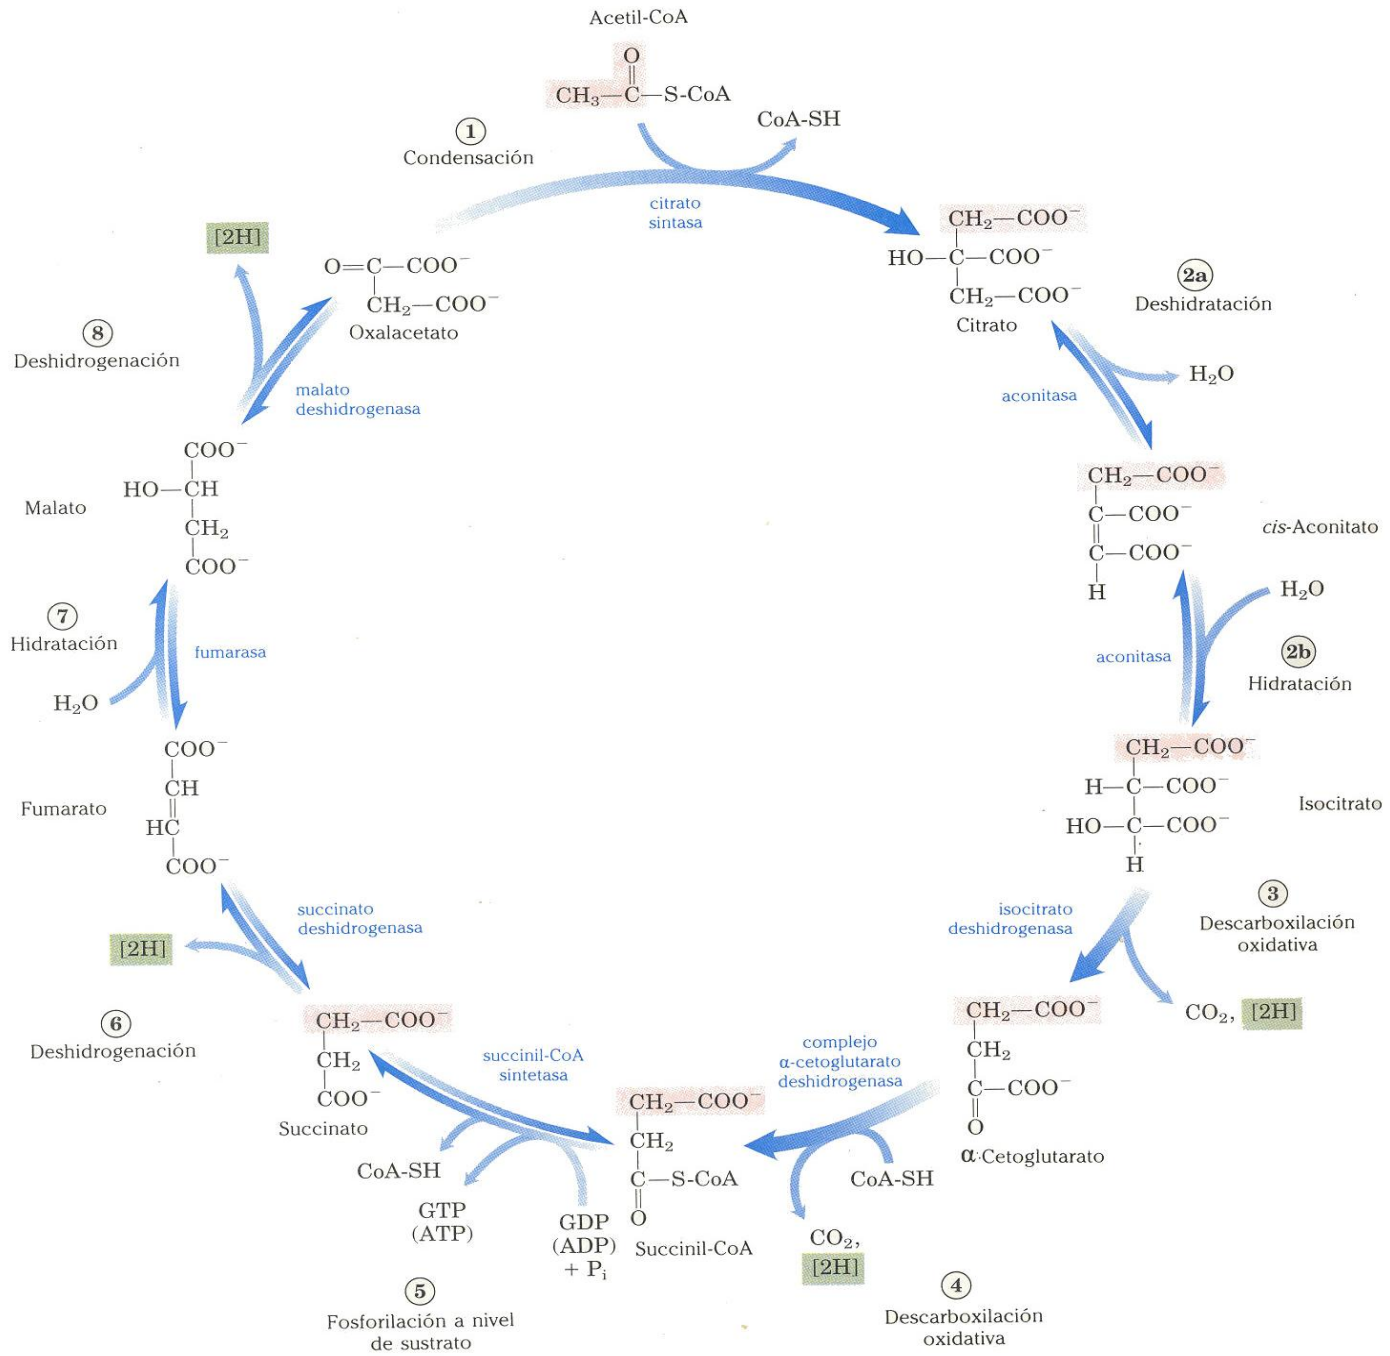 Acetil-CoA
O
CH₃—C—S-CoA
CoA-SH
1
Condensación
citrato
sintasa
CH₂—COO⁻
HO—C—COO⁻
CH₂—COO⁻
Citrato
2a
Deshidratación
H₂O
aconitasa
CH₂—COO⁻
C—COO⁻
C—COO⁻
H
cis-Aconitato
H₂O
aconitasa
2b
Hidratación
CH₂—COO⁻
H—C—COO⁻
HO—C—COO⁻
H
Isocitrato
isocitrato
deshidrogenasa
3
Descarboxilación
oxidativa
CO₂, [2H]
CH₂—COO⁻
CH₂
C—COO⁻
O
α-Cetoglutarato
complejo
α-cetoglutarato
deshidrogenasa
CoA-SH
CO₂,
[2H]
4
Descarboxilación
oxidativa
CH₂—COO⁻
CH₂
C—S-CoA
O
Succinil-CoA
succinil-CoA
sintetasa
GDP
(ADP)
+ Pᵢ
CoA-SH
GTP
(ATP)
5
Fosforilación a nivel
de sustrato
CH₂—COO⁻
CH₂
COO⁻
Succinato
succinato
deshidrogenasa
[2H]
6
Deshidrogenación
COO⁻
CH
HC
COO⁻
Fumarato
fumarasa
7
Hidratación
H₂O
COO⁻
HO—CH
CH₂
COO⁻
Malato
malato
deshidrogenasa
8
Deshidrogenación
[2H]
O=C—COO⁻
CH₂—COO⁻
Oxalacetato